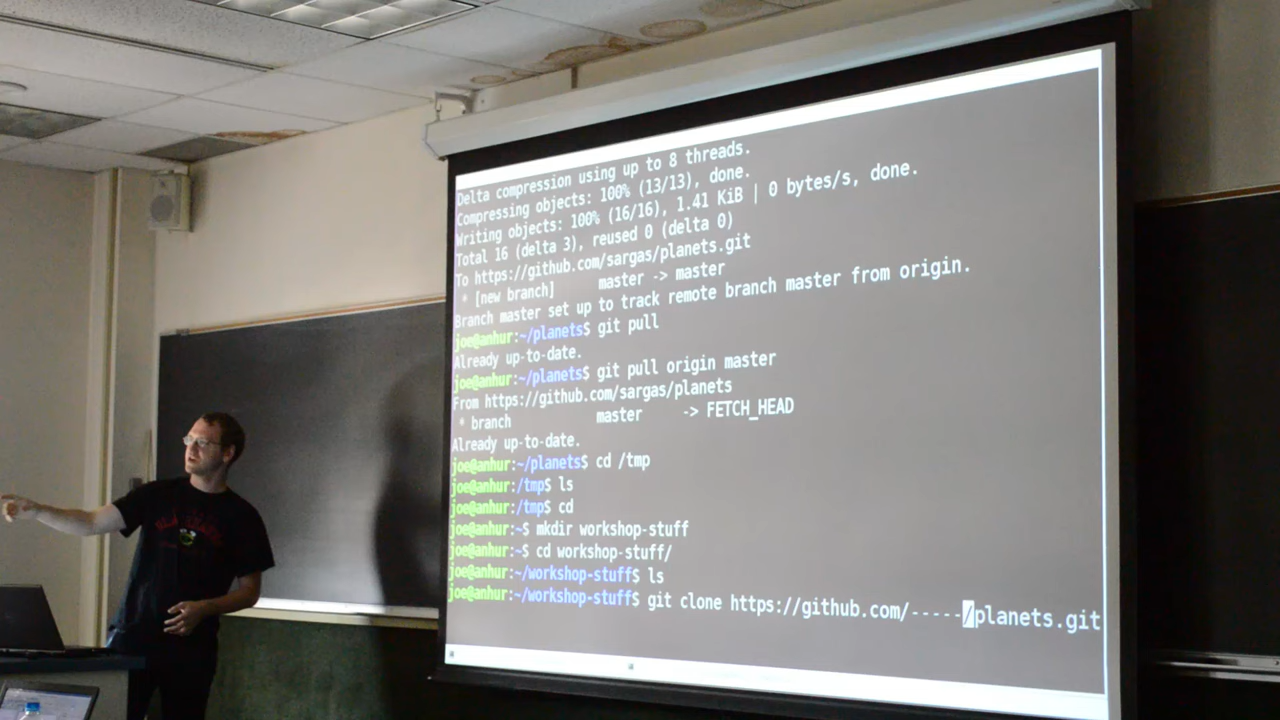 Delta compression using up to 8 threads.
Compressing objects: 100% (13/13), done.
Writing objects: 100% (16/16), 1.41 KiB | 0 bytes/s, done.
Total 16 (delta 3), reused 0 (delta 0)
To https://github.com/sargas/planets.git
 * [new branch]      master -> master
Branch master set up to track remote branch master from origin.
joe@anhur:~/planets$ git pull
Already up-to-date.
joe@anhur:~/planets$ git pull origin master
From https://github.com/sargas/planets
 * branch            master     -> FETCH_HEAD
Already up-to-date.
joe@anhur:~/planets$ cd /tmp
joe@anhur:/tmp$ ls
joe@anhur:/tmp$ cd
joe@anhur:~$ mkdir workshop-stuff
joe@anhur:~$ cd workshop-stuff/
joe@anhur:~/workshop-stuff$ ls
joe@anhur:~/workshop-stuff$ git clone https://github.com/-----/planets.git